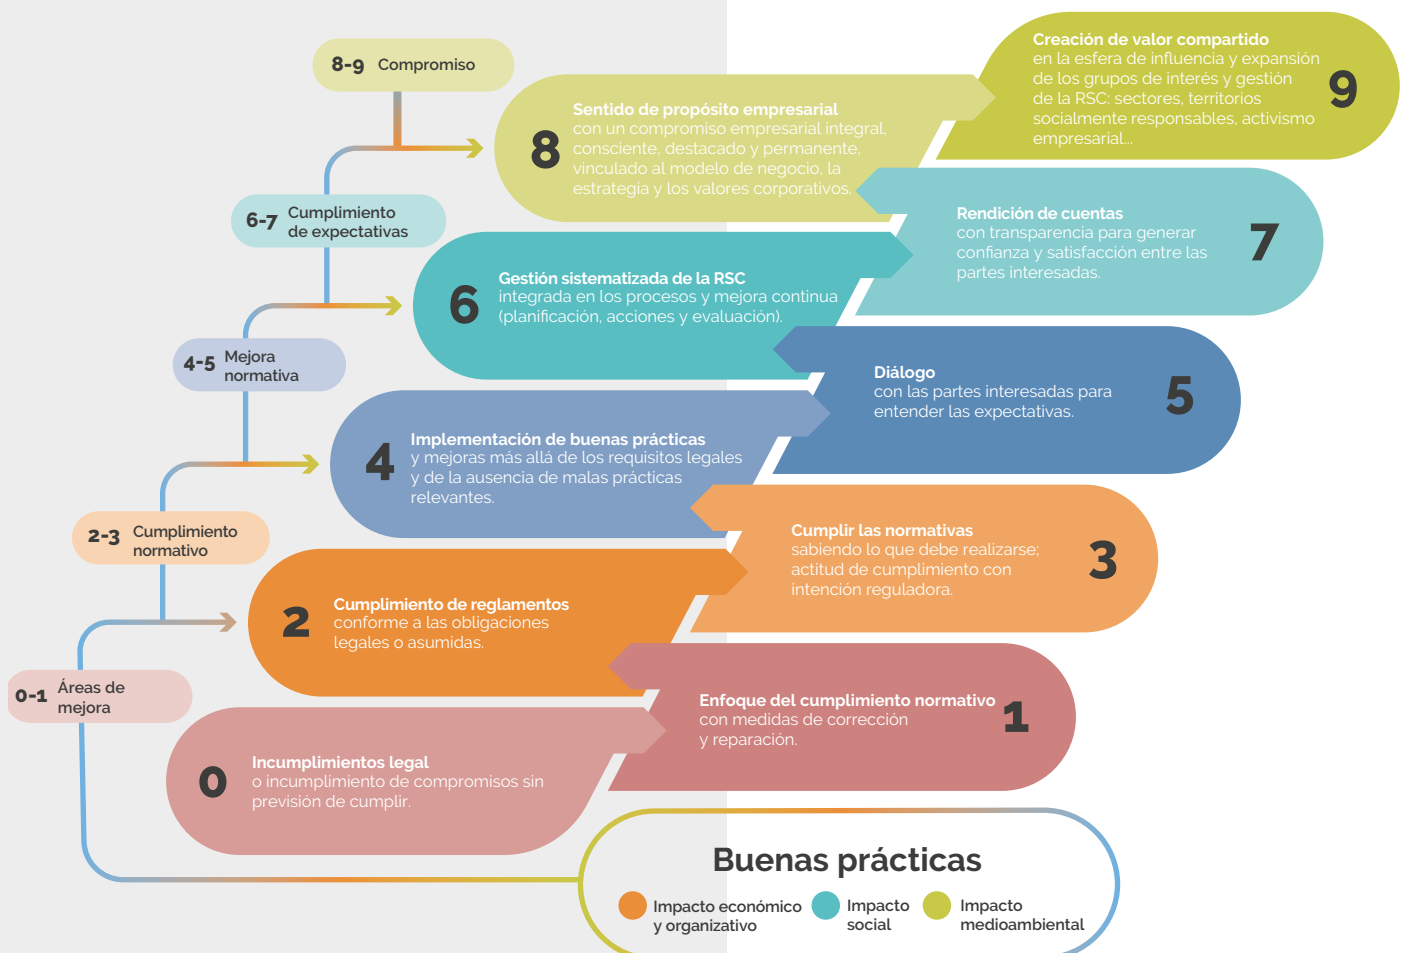 8-9 Compromiso
Creación de valor compartido
en la esfera de influencia y expansión
de los grupos de interés y gestión
de la RSC: sectores, territorios
socialmente responsables, activismo
empresarial...
9
8
Sentido de propósito empresarial
con un compromiso empresarial integral,
consciente, destacado y permanente,
vinculado al modelo de negocio, la
estrategia y los valores corporativos.
6-7 Cumplimiento
de expectativas
Rendición de cuentas
con transparencia para generar
confianza y satisfacción entre las
partes interesadas.
7
6
Gestión sistematizada de la RSC
integrada en los procesos y mejora continua
(planificación, acciones y evaluación).
4-5 Mejora
normativa
Diálogo
con las partes interesadas para
entender las expectativas.
5
4
Implementación de buenas prácticas
y mejoras más allá de los requisitos legales
y de la ausencia de malas prácticas
relevantes.
2-3 Cumplimiento
normativo
Cumplir las normativas
sabiendo lo que debe realizarse;
actitud de cumplimiento con
intención reguladora.
3
2
Cumplimiento de reglamentos
conforme a las obligaciones
legales o asumidas.
0-1 Áreas de
mejora
Enfoque del cumplimiento normativo
con medidas de corrección
y reparación.
1
0
Incumplimientos legal
o incumplimiento de compromisos sin
previsión de cumplir.
Buenas prácticas
Impacto económico
y organizativo
Impacto
social
Impacto
medioambiental